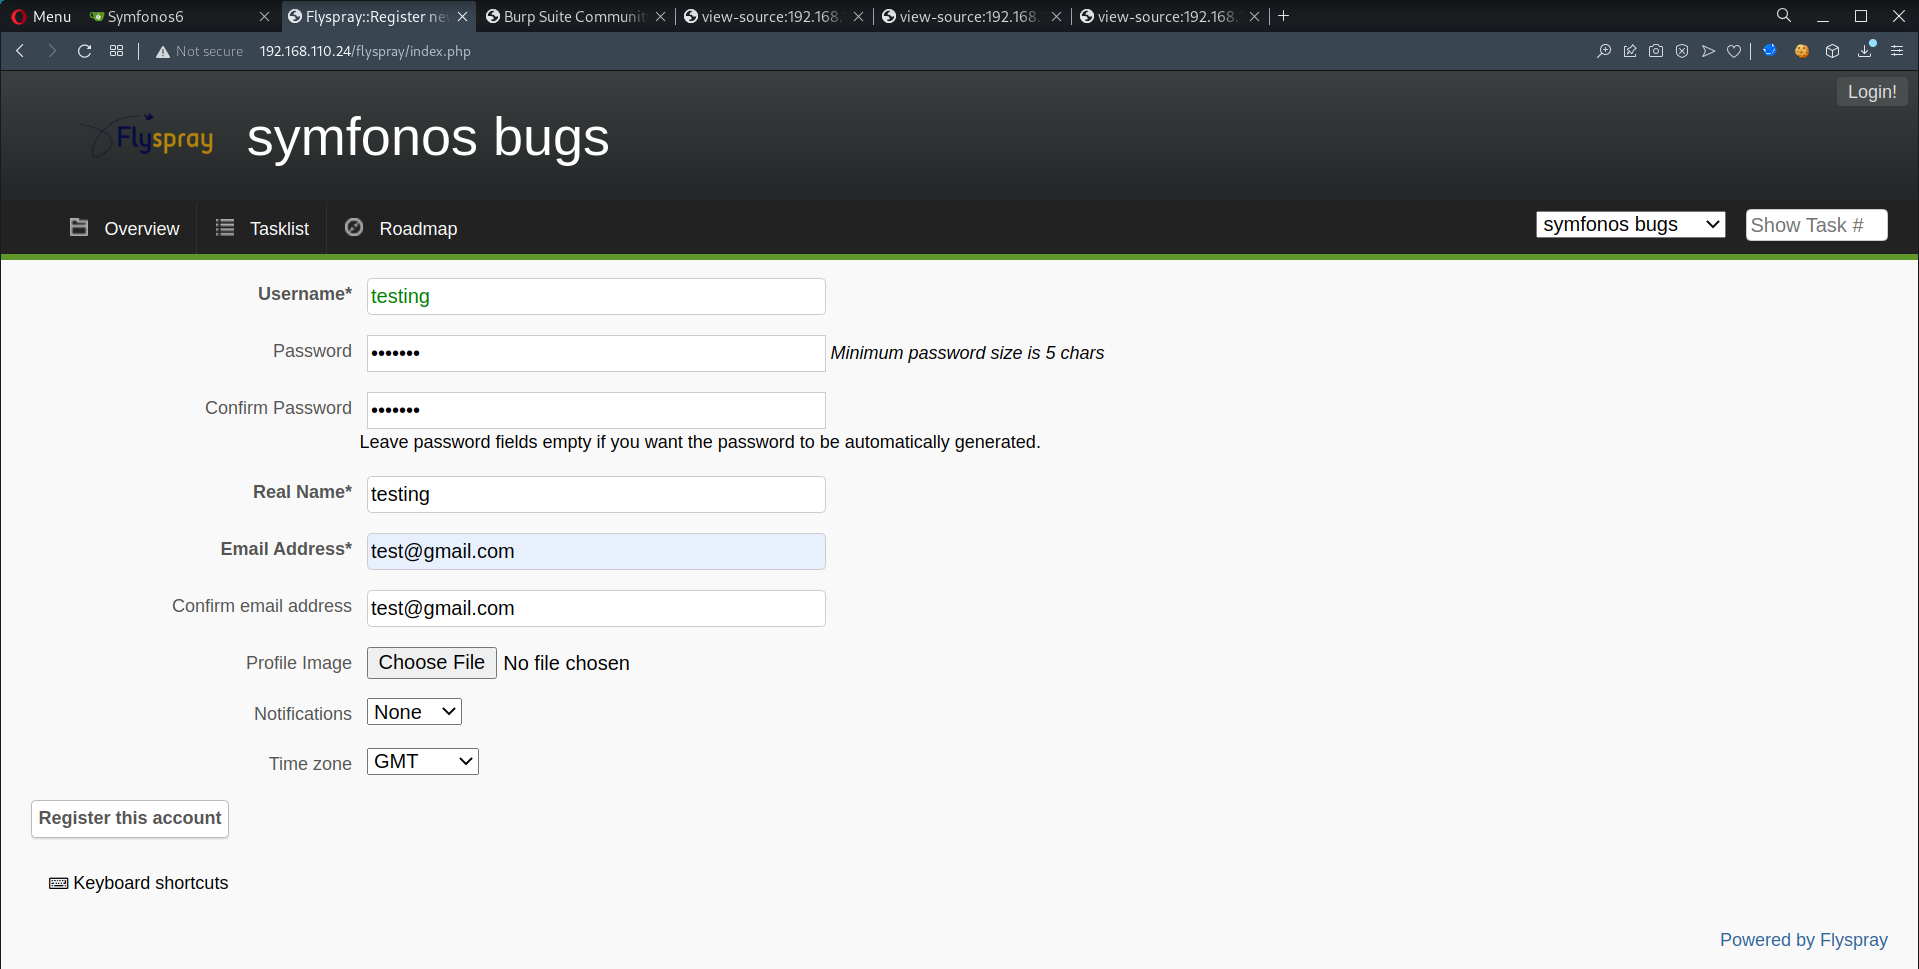 Menu Symfonos6 Flyspray::Register ne Burp Suite Communit view-source:192.168. view-source:192.168. view-source:192.168.
Not secure 192.168.110.24/flyspray/index.php
Login!
Flyspray symfonos bugs
Overview Tasklist Roadmap symfonos bugs Show Task #
Username* testing
Password ••••••• Minimum password size is 5 chars
Confirm Password •••••••
Leave password fields empty if you want the password to be automatically generated.
Real Name* testing
Email Address* test@gmail.com
Confirm email address test@gmail.com
Profile Image Choose File No file chosen
Notifications None
Time zone GMT
Register this account
Keyboard shortcuts
Powered by Flyspray